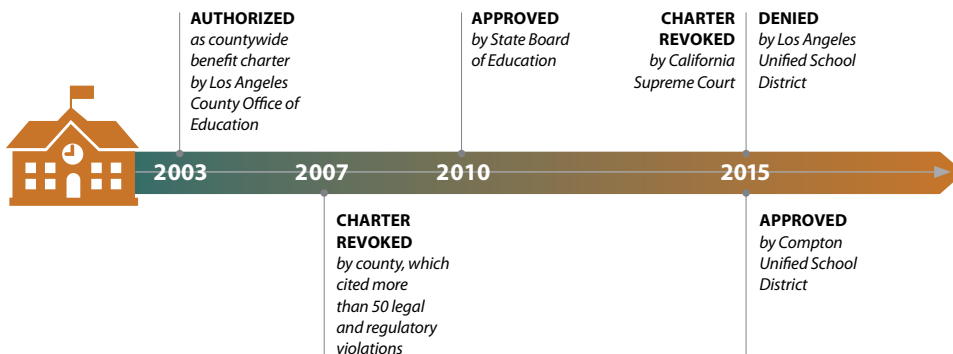 AUTHORIZED
as countywide
benefit charter
by Los Angeles
County Office of
Education
APPROVED
by State Board
of Education
CHARTER
REVOKED
by California
Supreme Court
DENIED
by Los Angeles
Unified School
District
2003
2007
2010
2015
CHARTER
REVOKED
by county, which
cited more
than 50 legal
and regulatory
violations
APPROVED
by Compton
Unified School
District